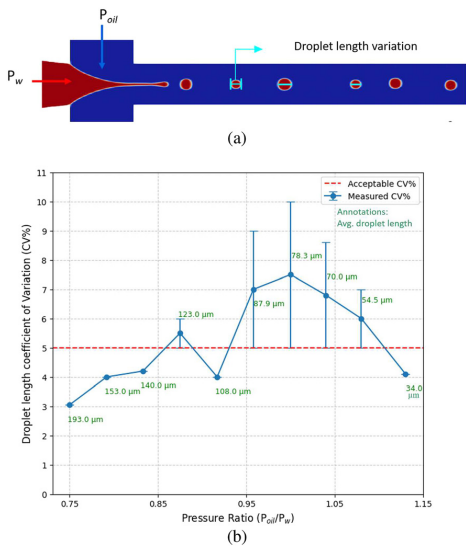 P_oil
P_w
Droplet length variation
(a)
Droplet length coefficient of Variation (CV%)
11
10
9
8
7
6
5
4
3
2
1
0
Acceptable CV%
Measured CV%
Annotations:
Avg. droplet length
193.0 μm
153.0 μm
140.0 μm
123.0 μm
108.0 μm
87.9 μm
78.3 μm
70.0 μm
54.5 μm
34.0
μm
0.75
0.85
0.95
1.05
1.15
Pressure Ratio (P_oil/P_w)
(b)